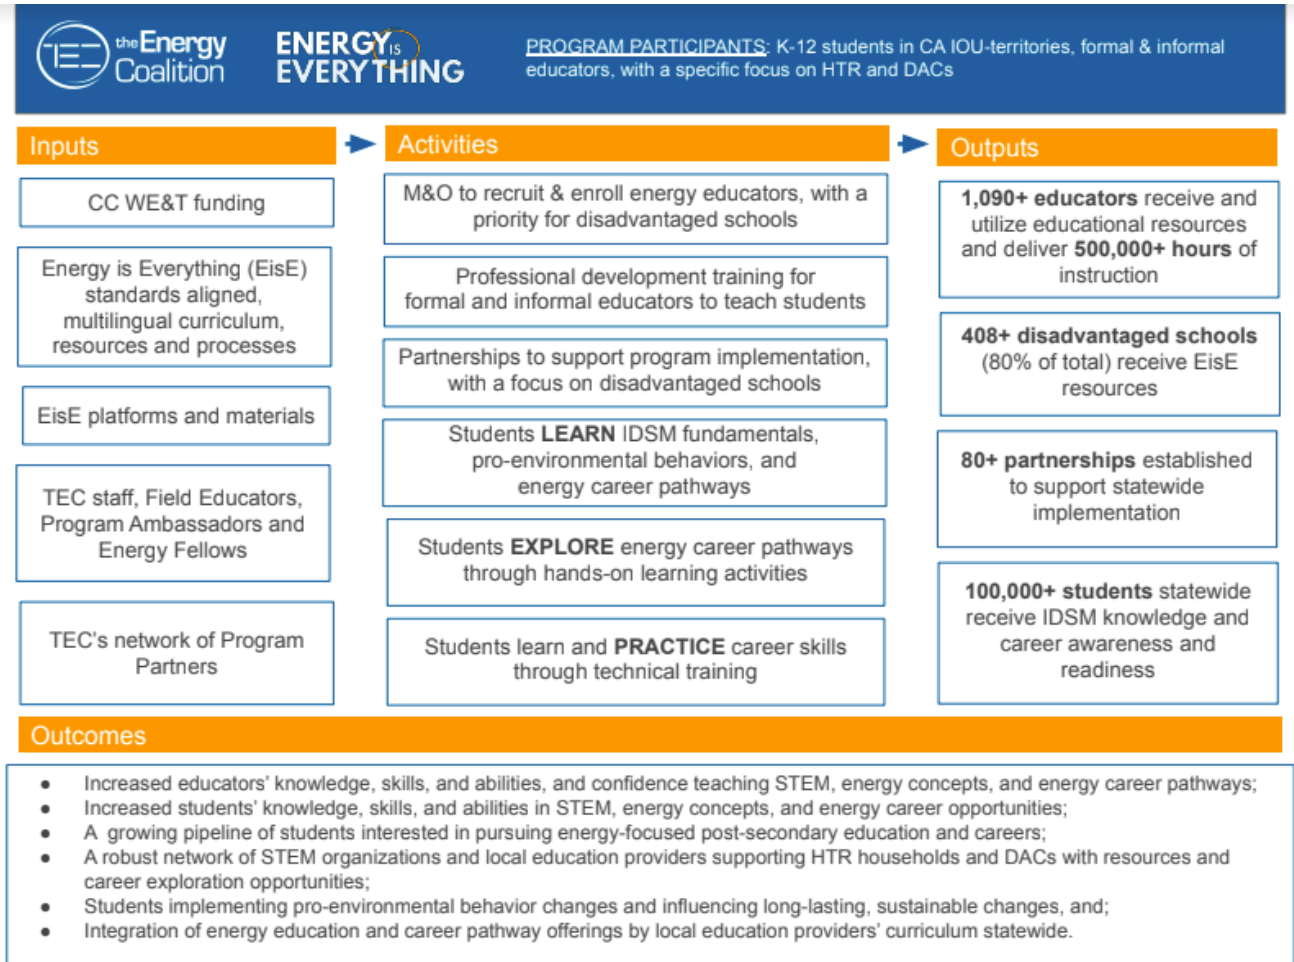 TEC
the Energy
Coalition
ENERGY IS
EVERYTHING
PROGRAM PARTICIPANTS: K-12 students in CA IOU-territories, formal & informal
educators, with a specific focus on HTR and DACs
Inputs
CC WE&T funding
Energy is Everything (EisE)
standards aligned,
multilingual curriculum,
resources and processes
EisE platforms and materials
TEC staff, Field Educators,
Program Ambassadors and
Energy Fellows
TEC's network of Program
Partners
Activities
M&O to recruit & enroll energy educators, with a
priority for disadvantaged schools
Professional development training for
formal and informal educators to teach students
Partnerships to support program implementation,
with a focus on disadvantaged schools
Students LEARN IDSM fundamentals,
pro-environmental behaviors, and
energy career pathways
Students EXPLORE energy career pathways
through hands-on learning activities
Students learn and PRACTICE career skills
through technical training
Outputs
1,090+ educators receive and
utilize educational resources
and deliver 500,000+ hours of
instruction
408+ disadvantaged schools
(80% of total) receive EisE
resources
80+ partnerships established
to support statewide
implementation
100,000+ students statewide
receive IDSM knowledge and
career awareness and
readiness
Outcomes
● Increased educators' knowledge, skills, and abilities, and confidence teaching STEM, energy concepts, and energy career pathways;
● Increased students' knowledge, skills, and abilities in STEM, energy concepts, and energy career opportunities;
● A growing pipeline of students interested in pursuing energy-focused post-secondary education and careers;
● A robust network of STEM organizations and local education providers supporting HTR households and DACs with resources and
career exploration opportunities;
● Students implementing pro-environmental behavior changes and influencing long-lasting, sustainable changes, and;
● Integration of energy education and career pathway offerings by local education providers' curriculum statewide.